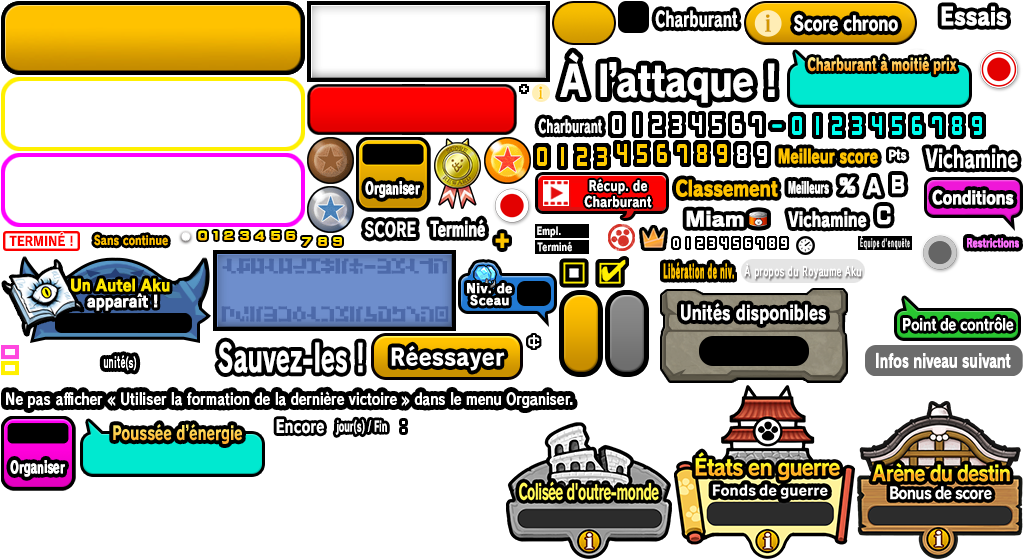 Charburant
Score chrono
Essais
À l'attaque !
Charburant à moitié prix
Charburant 01234567-0123456789
012345678989
Meilleur score
Pts
Vichamine
Organiser
Récup. de
Charburant
Classement
Meilleurs
% A B
Conditions
SCORE
Terminé
Miam
Vichamine C
TERMINÉ !
Sans continue
0123456
789
Empl.
Terminé
0123456789
Équipe d'enquête
Restrictions
Un Autel Aku
apparaît !
Niv. de
Sceau
Libération de niv.
À propos du Royaume Aku
Unités disponibles
Point de contrôle
unité(s)
Sauvez-les !
Réessayer
Infos niveau suivant
Ne pas afficher « Utiliser la formation de la dernière victoire » dans le menu Organiser.
Organiser
Poussée d'énergie
Encore
jour(s) / Fin
:
Colisée d'outre-monde
États en guerre
Fonds de guerre
Arène du destin
Bonus de score